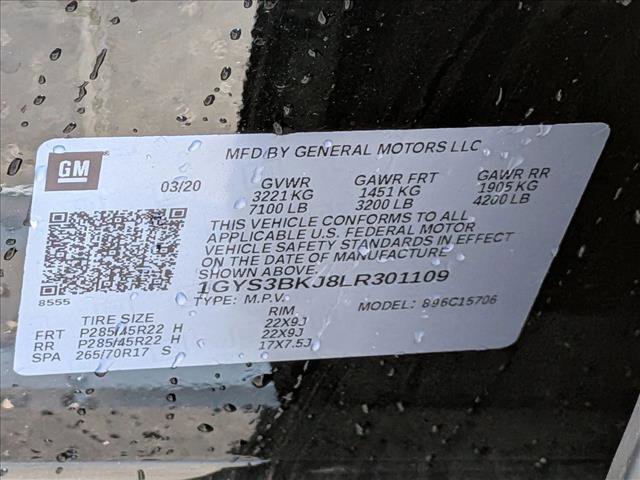 GM
MFD BY GENERAL MOTORS LLC
03/20 GVWR GAWR FRT GAWR RR
3221 KG 1451 KG 1905 KG
7100 LB 3200 LB 4200 LB
THIS VEHICLE CONFORMS TO ALL
APPLICABLE U.S. FEDERAL MOTOR
VEHICLE SAFETY STANDARDS IN EFFECT
ON THE DATE OF MANUFACTURE
SHOWN ABOVE.
8555 1GYS3BKJ8LR301109
TYPE: M.P.V. MODEL: 896C15706
TIRE SIZE RIM
FRT P285/45R22 H 22X9J
RR P285/45R22 H 22X9J
SPA 265/70R17 S 17X7.5J